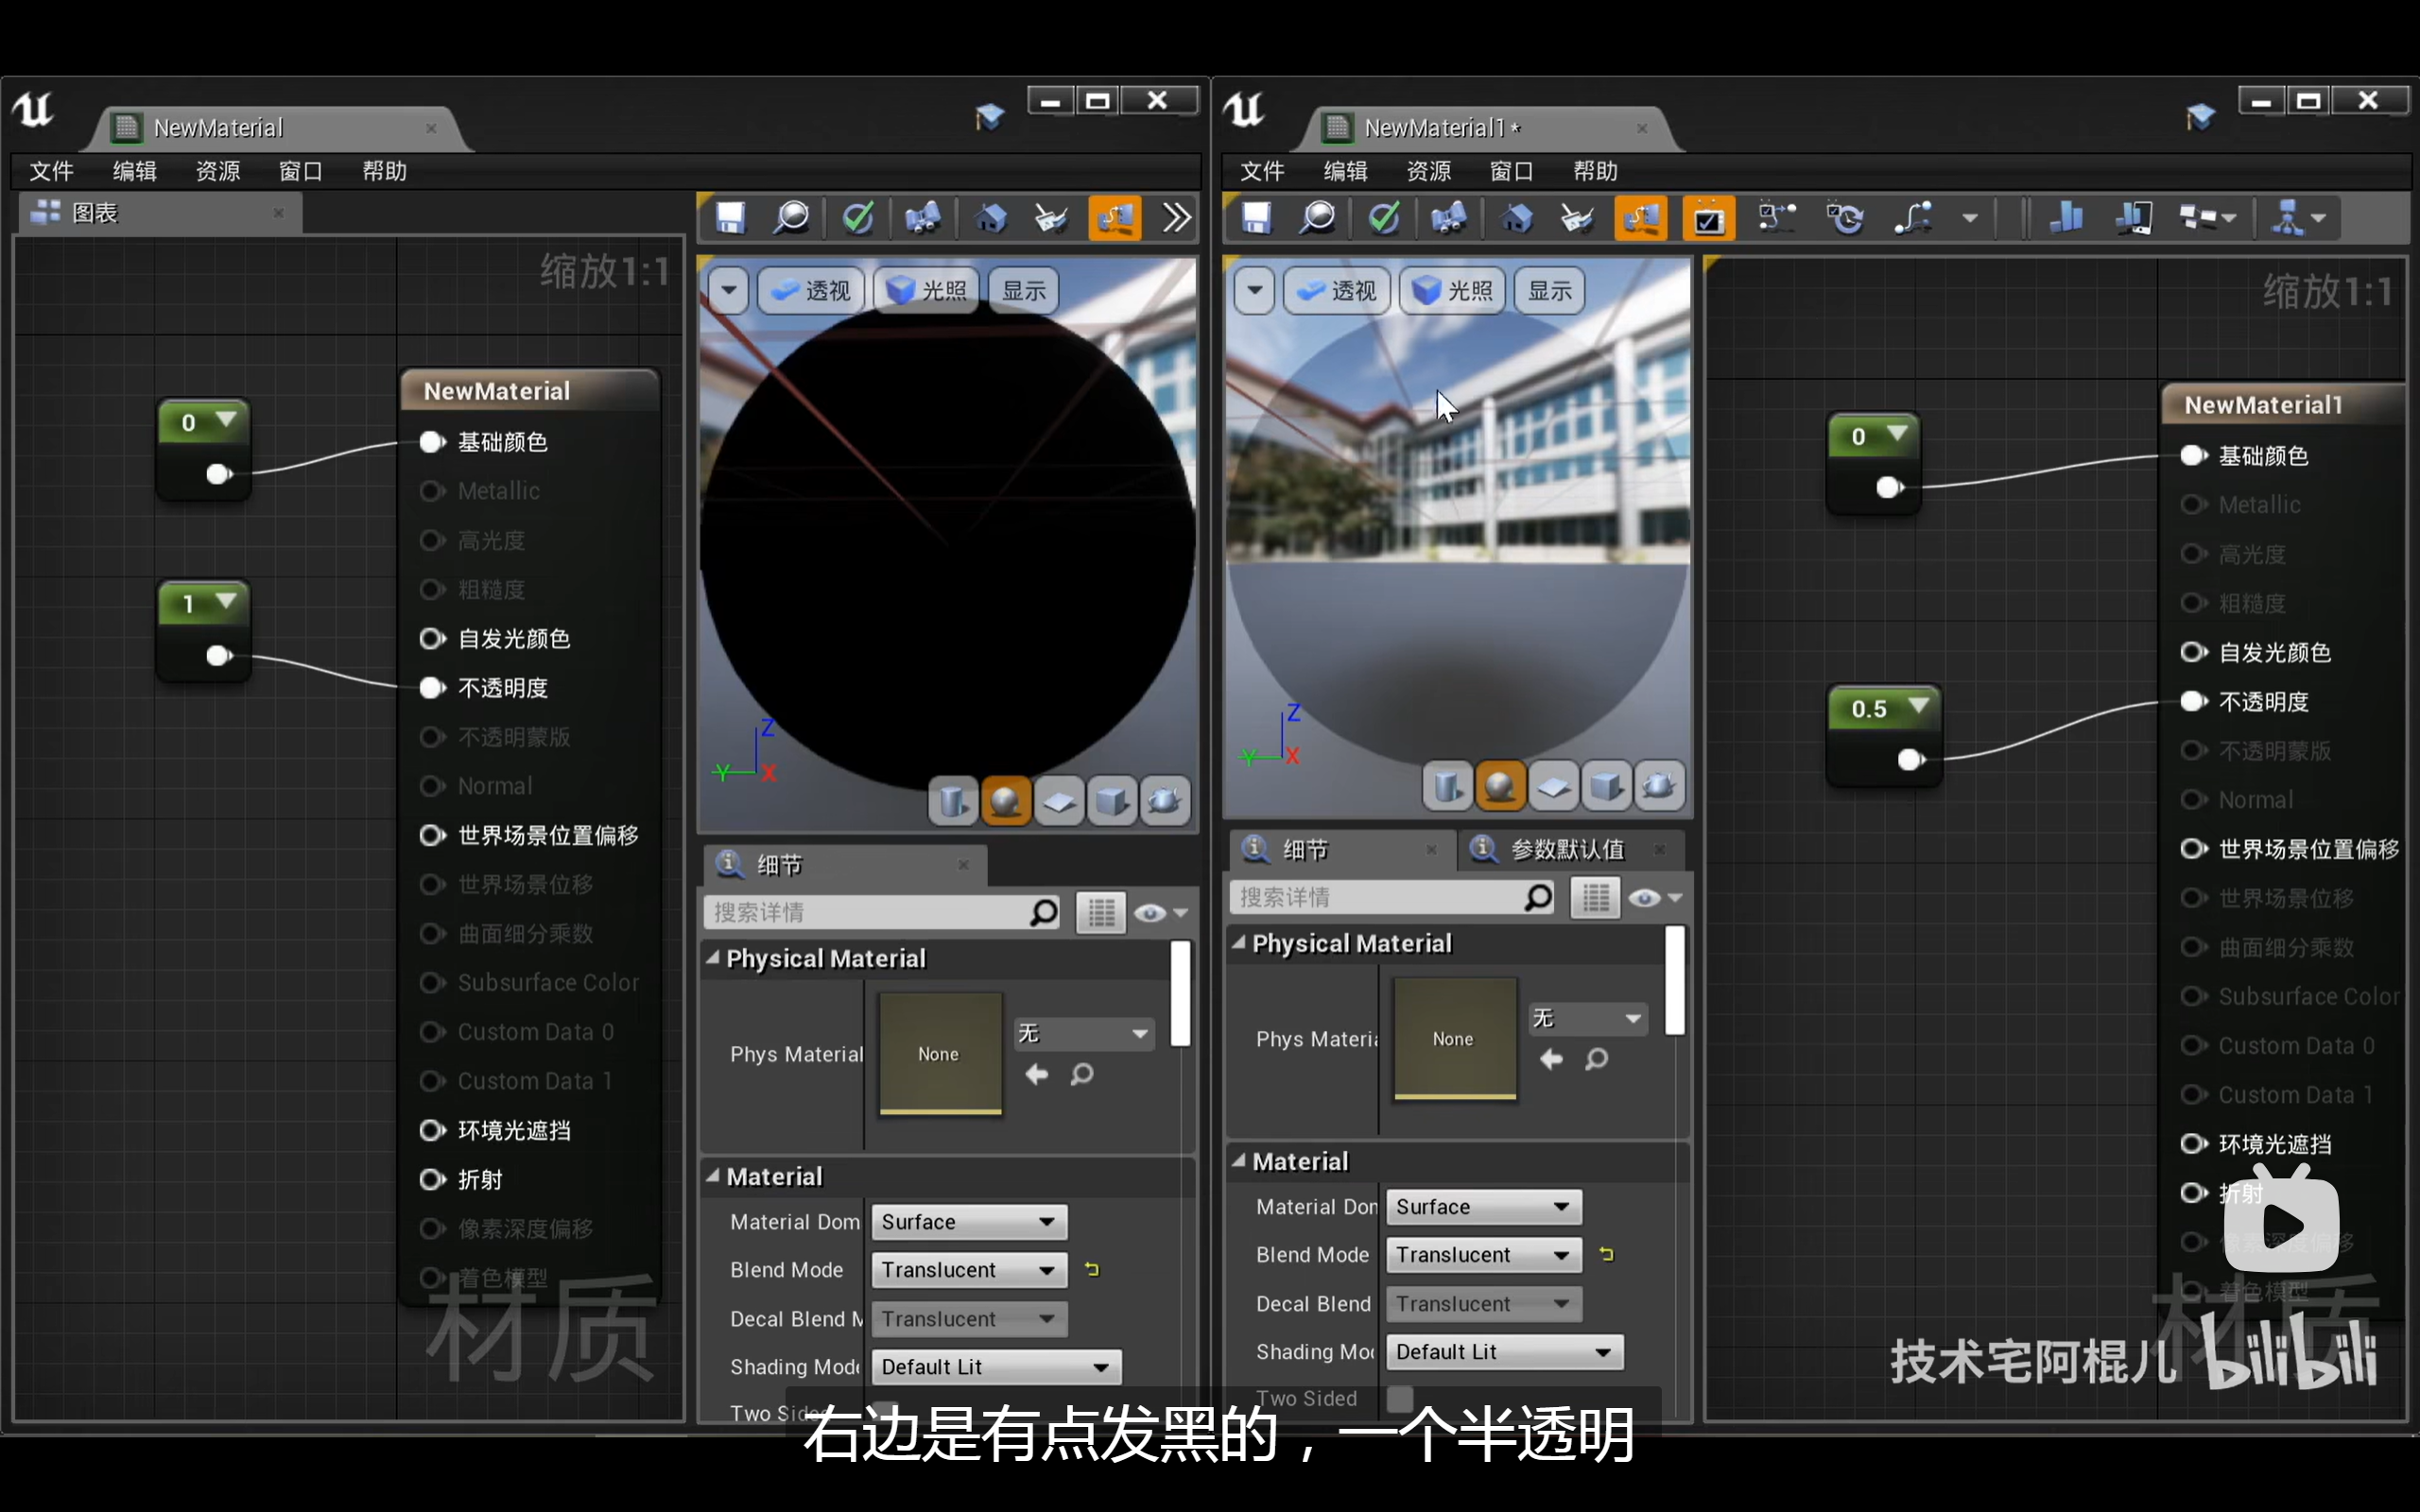 NewMaterial
文件 编辑 资源 窗口 帮助
图表
缩放1:1
0
1
NewMaterial
基础颜色
Metallic
高光度
粗糙度
自发光颜色
不透明度
不透明蒙版
Normal
世界场景位置偏移
世界场景位移
曲面细分乘数
Subsurface Color
Custom Data 0
Custom Data 1
环境光遮挡
折射
像素深度偏移
着色模型
材质
透视 光照 显示
Z
Y X
细节
搜索详情
Physical Material
Phys Material
None
无
Material
Material Dom Surface
Blend Mode Translucent
Decal Blend M Translucent
Shading Mode Default Lit
Two Sided
NewMaterial1*
文件 编辑 资源 窗口 帮助
透视 光照 显示
Z
Y X
细节 参数默认值
搜索详情
Physical Material
Phys Materia
None
无
Material
Material Dom Surface
Blend Mode Translucent
Decal Blend Translucent
Shading Mod Default Lit
Two Sided
缩放1:1
0
0.5
NewMaterial1
基础颜色
Metallic
高光度
粗糙度
自发光颜色
不透明度
不透明蒙版
Normal
世界场景位置偏移
世界场景位移
曲面细分乘数
Subsurface Color
Custom Data 0
Custom Data 1
环境光遮挡
折射
像素深度偏移
着色模型
材质
技术宅阿棍儿 bilibili
右边是有点发黑的，一个半透明